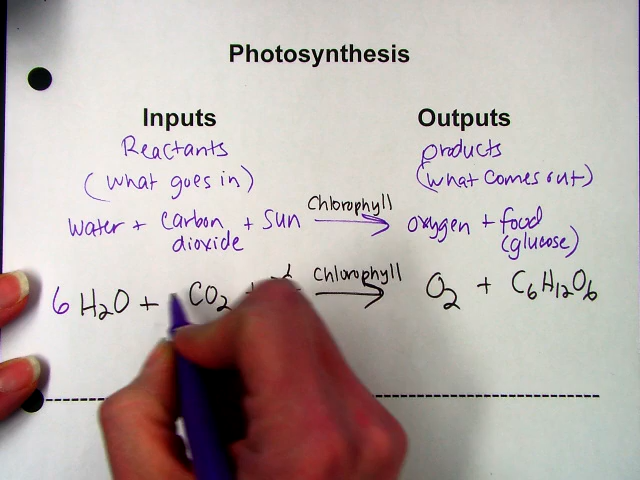 Photosynthesis
Inputs Outputs
Reactants products
(what goes in) (what comes out)
Chlorophyll
water + carbon dioxide + Sun → oxygen + food (glucose)
Chlorophyll
6 H₂O + CO₂ + → O₂ + C₆H₁₂O₆